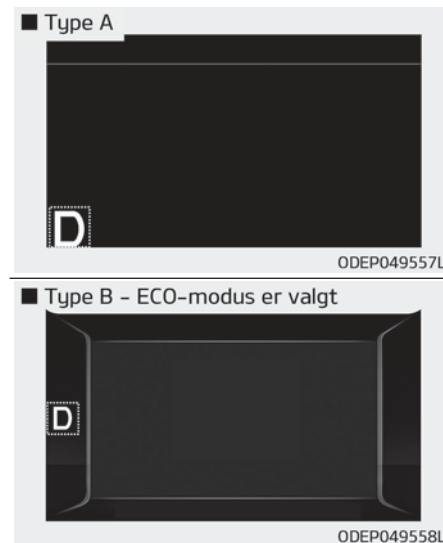 ■ Type A
D
ODEP049557L
■ Type B - ECO-modus er valgt
D
ODEP049558L